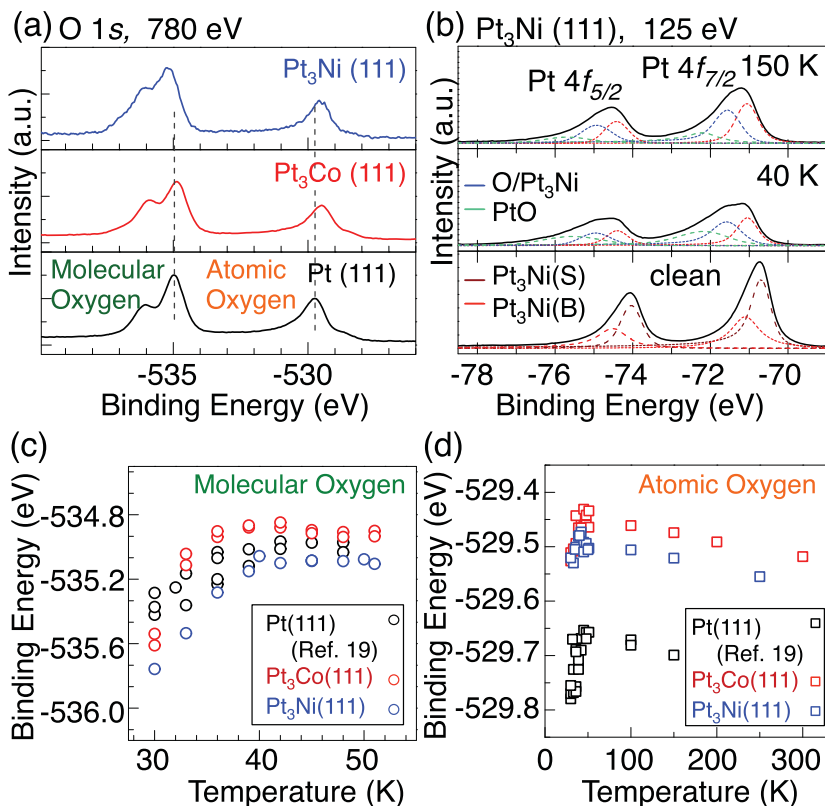 (a) O 1s, 780 eV
Pt₃Ni (111)
Pt₃Co (111)
Molecular Oxygen
Atomic Oxygen
Pt (111)
Intensity (a.u.)
-535 -530
Binding Energy (eV)
(b) Pt₃Ni (111), 125 eV
Pt 4f5/2
Pt 4f7/2
150 K
O/Pt₃Ni
PtO
40 K
Pt₃Ni(S)
Pt₃Ni(B)
clean
Intensity (a.u.)
-78 -76 -74 -72 -70
Binding Energy (eV)
(c)
Molecular Oxygen
-534.8
-535.2
-535.6
-536.0
Binding Energy (eV)
Pt(111)
(Ref. 19)
Pt₃Co(111)
Pt₃Ni(111)
30 40 50
Temperature (K)
(d)
Atomic Oxygen
-529.4
-529.5
-529.6
-529.7
-529.8
Binding Energy (eV)
Pt(111)
(Ref. 19)
Pt₃Co(111)
Pt₃Ni(111)
0 50 100 150 200 250 300
Temperature (K)